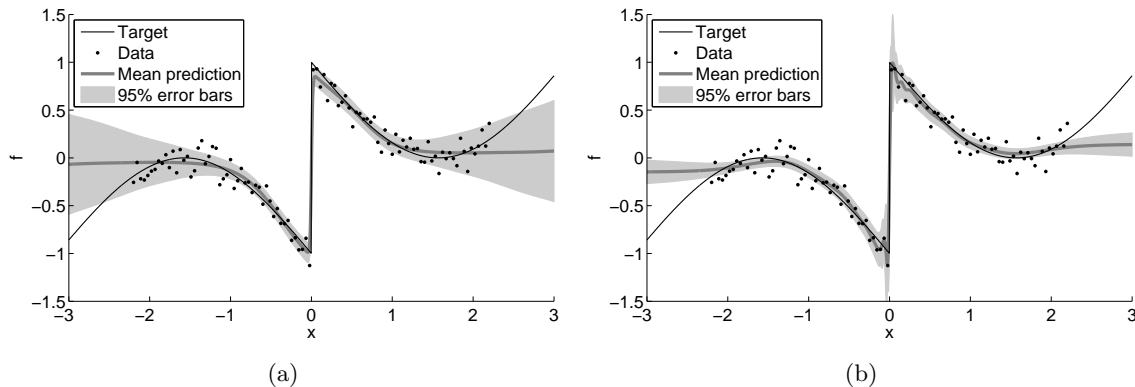 Target
Data
Mean prediction
95% error bars
f
1.5
1
0.5
0
−0.5
−1
−1.5
−3 −2 −1 0 1 2 3
x
(a)
Target
Data
Mean prediction
95% error bars
f
1.5
1
0.5
0
−0.5
−1
−1.5
−3 −2 −1 0 1 2 3
x
(b)